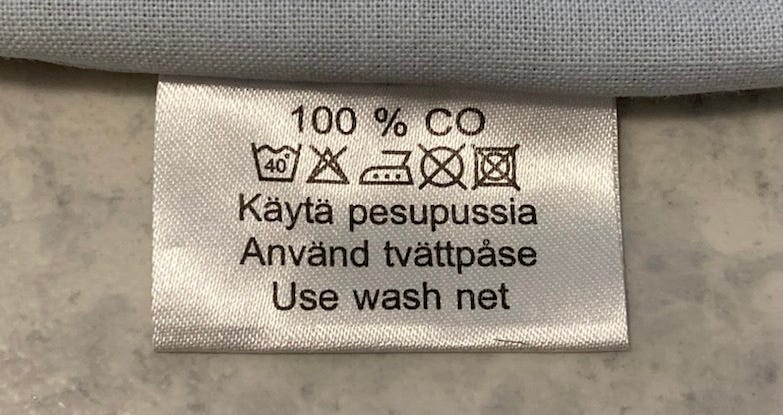 100 % CO
40°
Käytä pesupussia
Använd tvättpåse
Use wash net